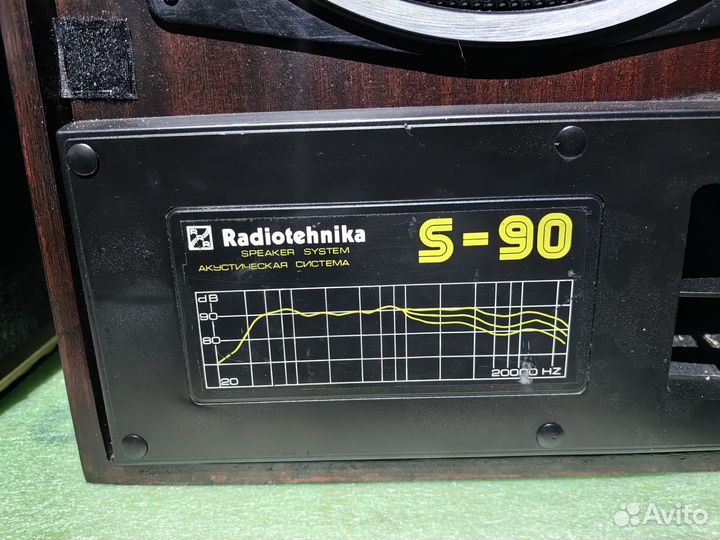 Radiotehnika
S-90
SPEAKER SYSTEM
АКУСТИЧЕСКАЯ СИСТЕМА
dB
90
80
20
20000 HZ
Avito